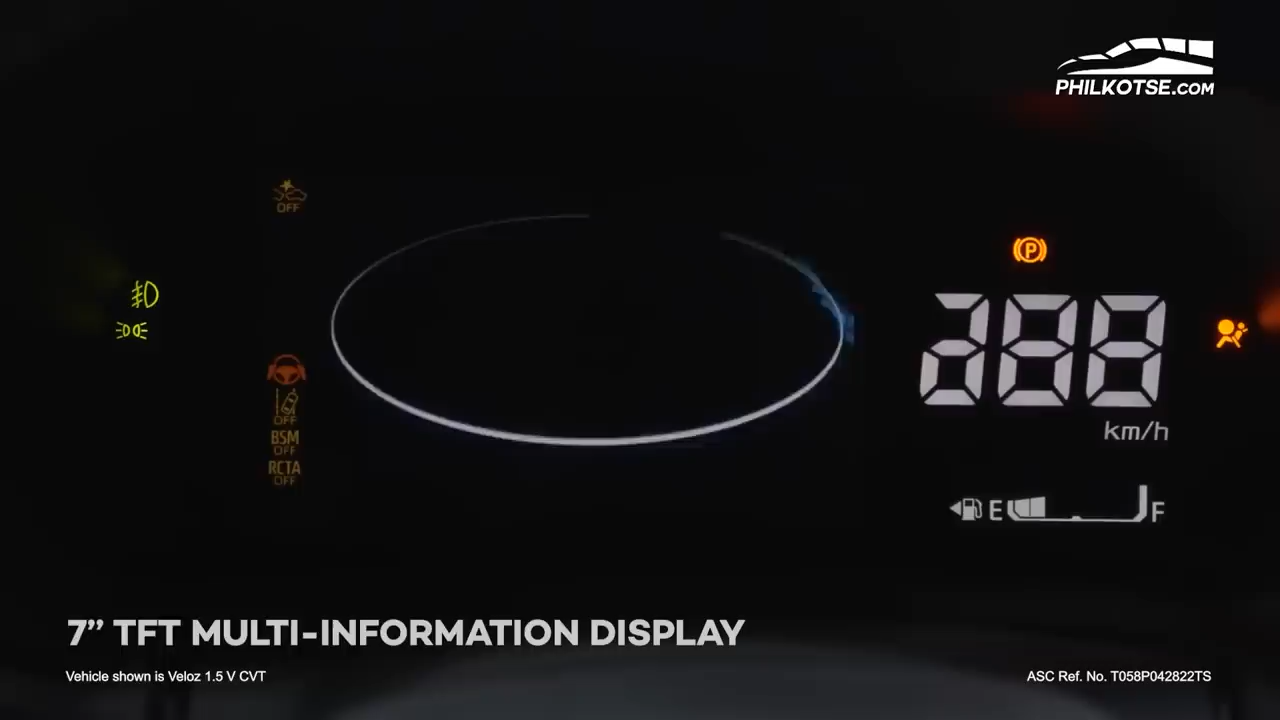 PHILKOTSE.COM
OFF
P
288
km/h
OFF
BSM
OFF
RCTA
OFF
E
F
7” TFT MULTI-INFORMATION DISPLAY
Vehicle shown is Veloz 1.5 V CVT
ASC Ref. No. T058P042822TS